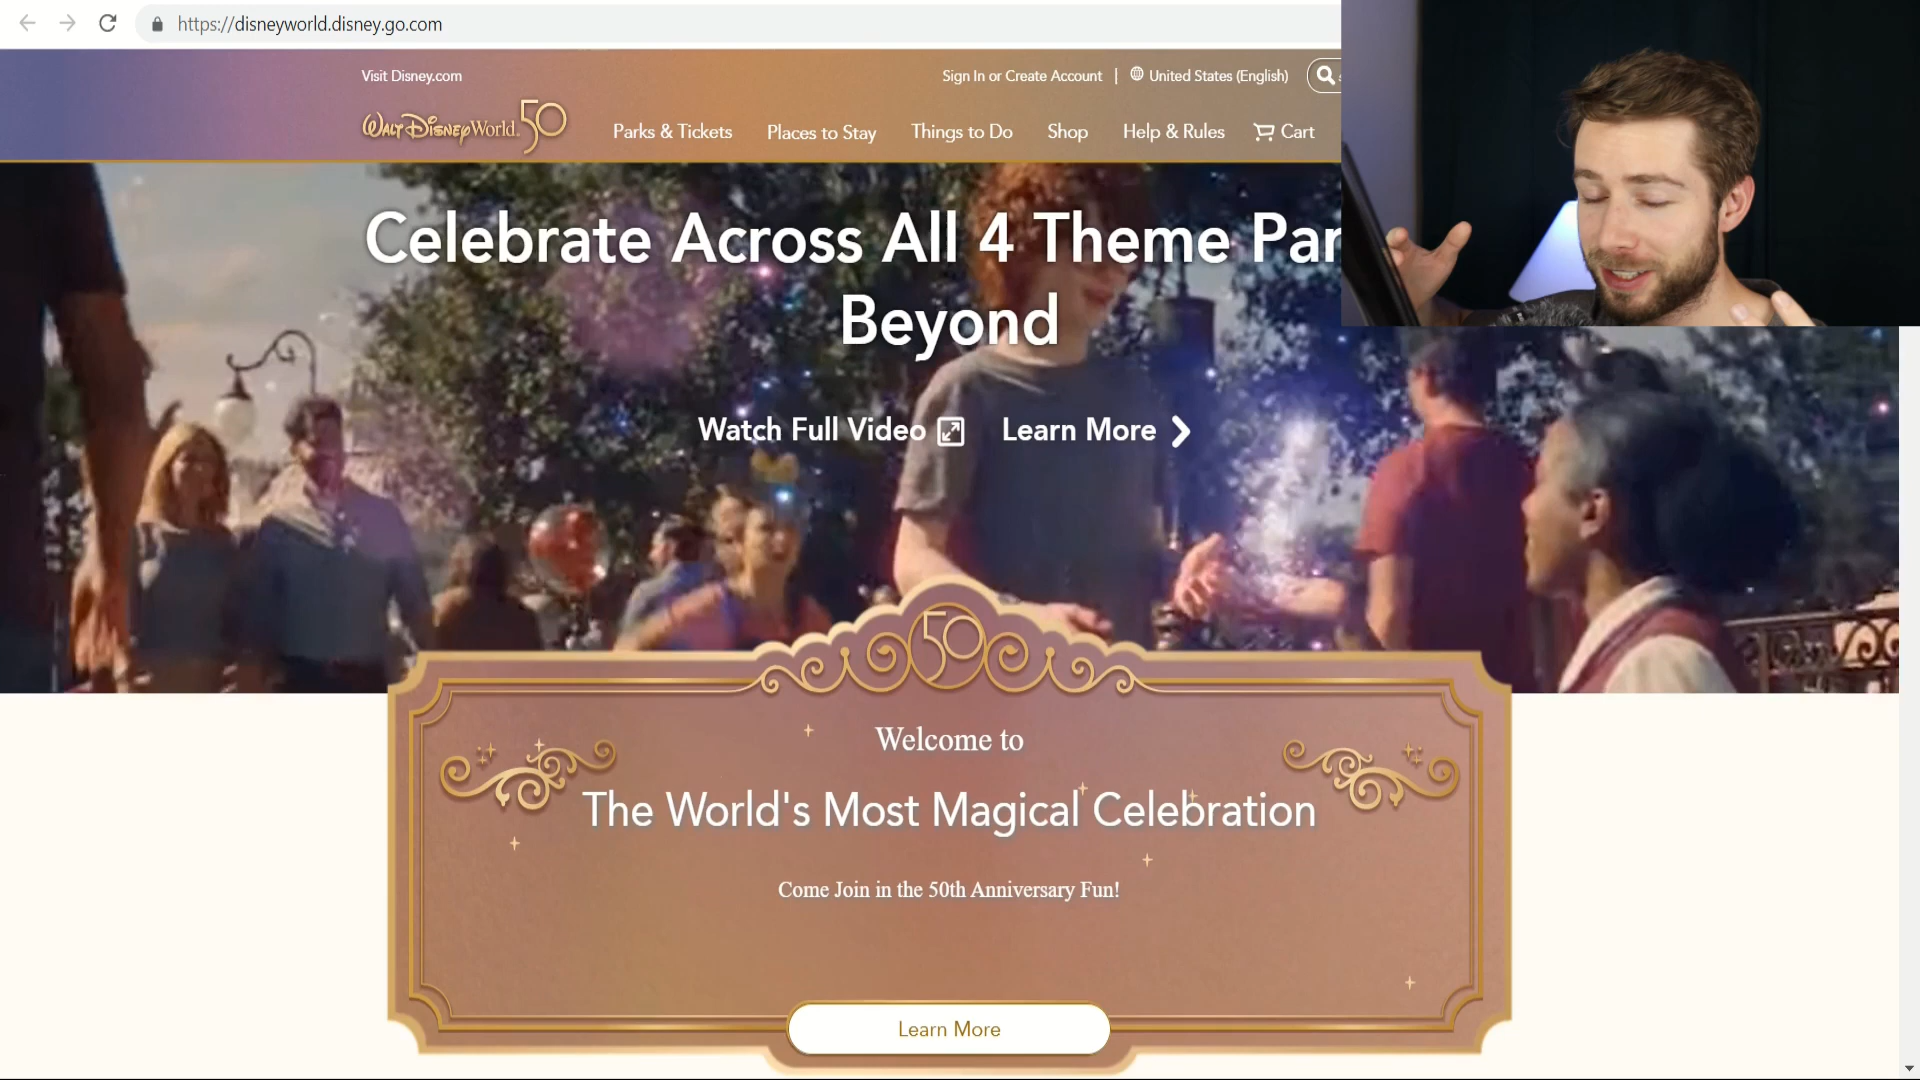 https://disneyworld.disney.go.com
Visit Disney.com
Sign In or Create Account | United States (English)
Walt Disney World 50
Parks & Tickets
Places to Stay
Things to Do
Shop
Help & Rules
Cart
Celebrate Across All 4 Theme Par
Beyond
Watch Full Video
Learn More
50
Welcome to
The World's Most Magical Celebration
Come Join in the 50th Anniversary Fun!
Learn More